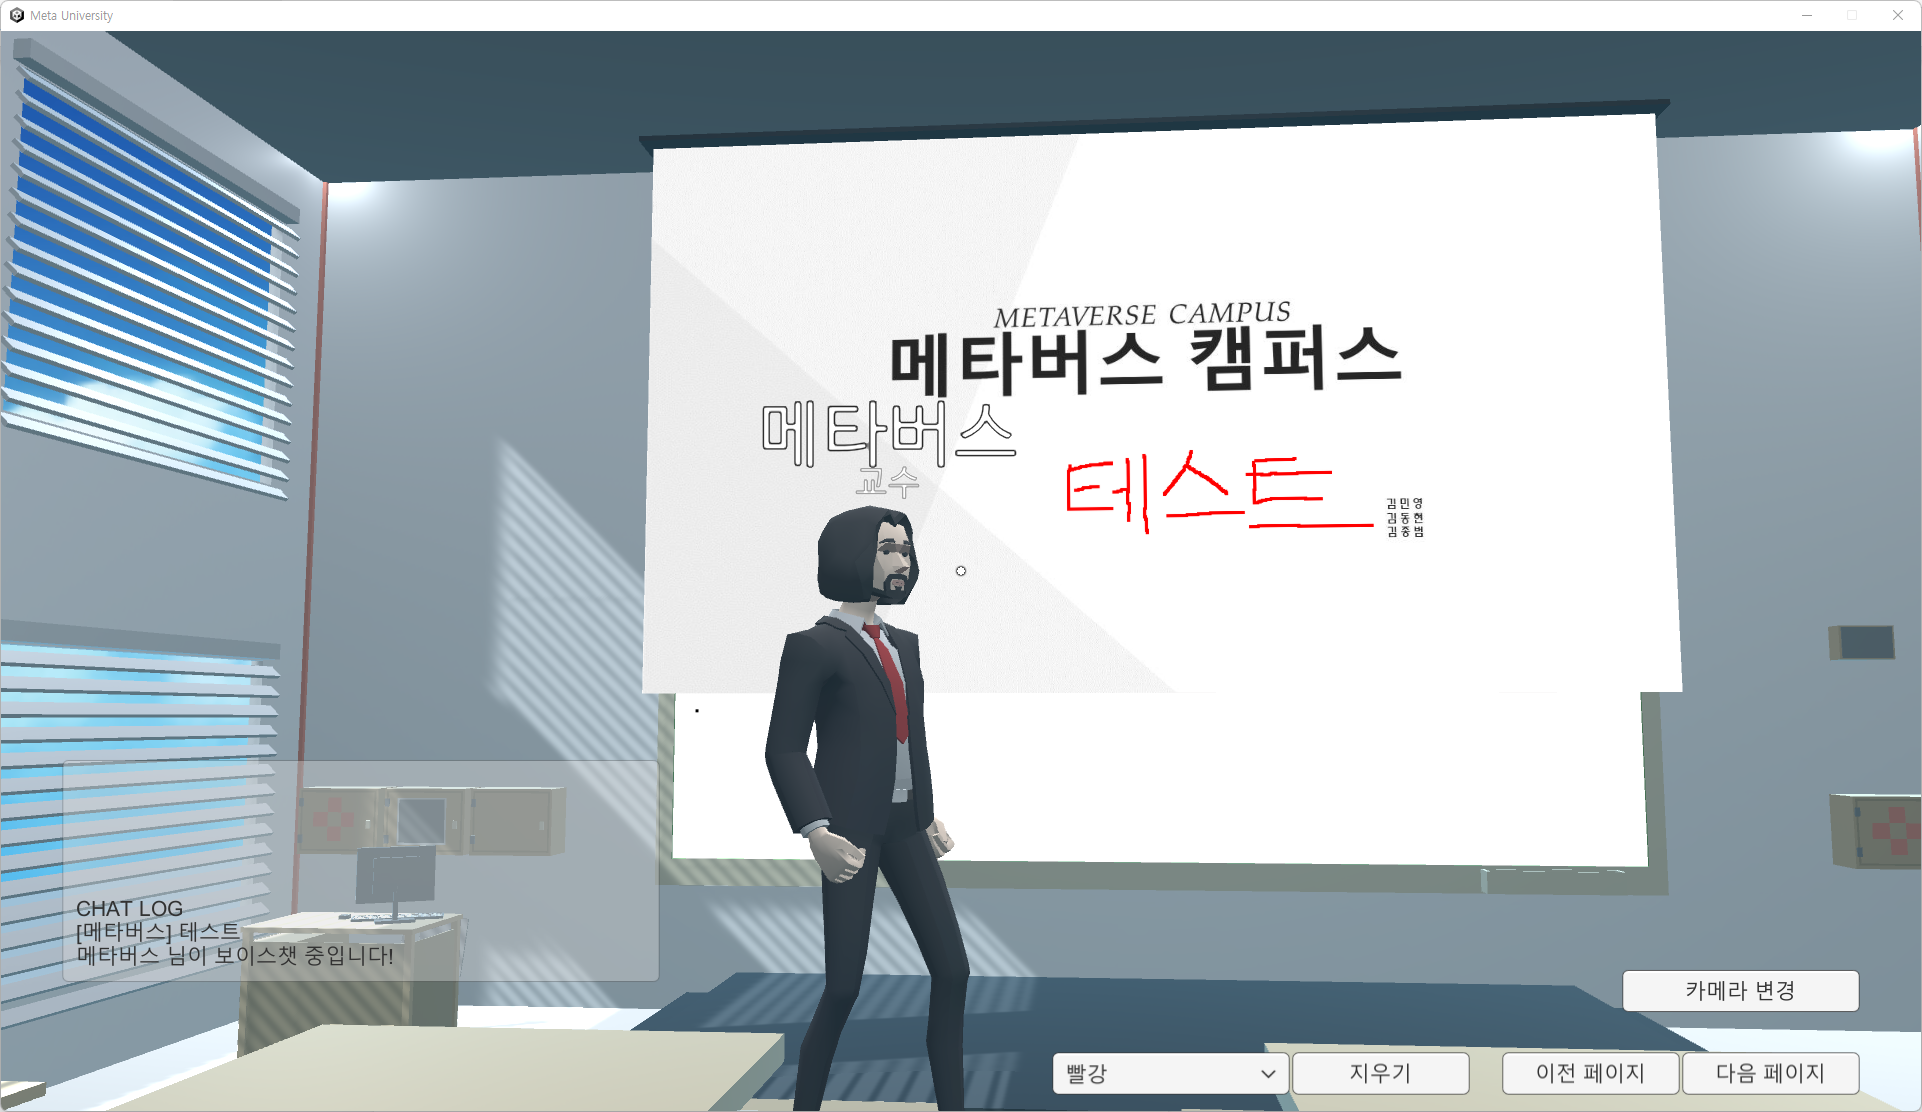 Meta University
METAVERSE CAMPUS
메타버스 캠퍼스
메타버스
교수
테스트
김민영
김동현
김종범
CHAT LOG
[메타버스] 테스트
메타버스 님이 보이스챗 중입니다!
카메라 변경
빨강
지우기
이전 페이지
다음 페이지